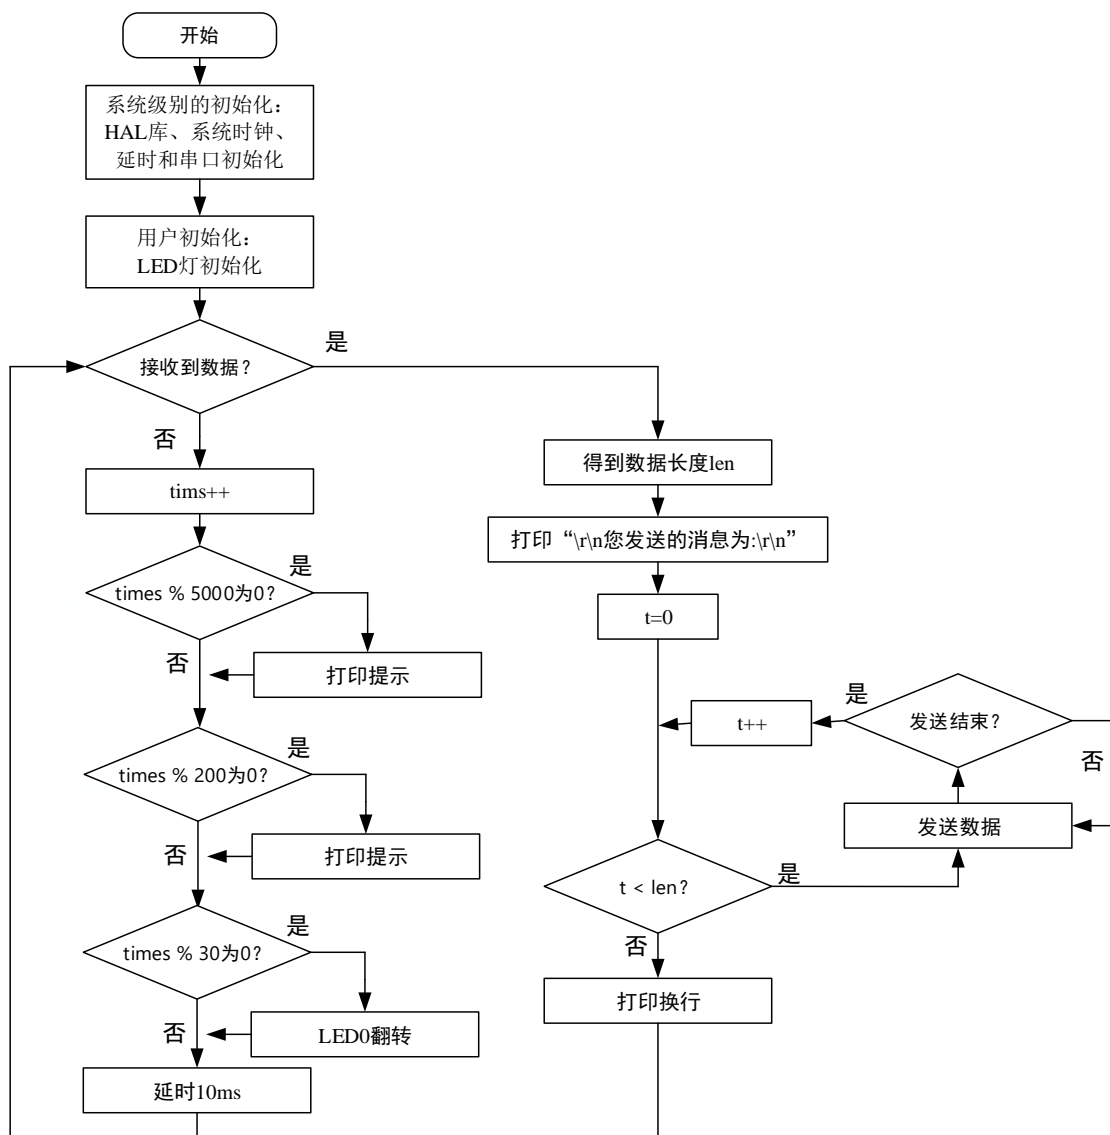 开始
系统级别的初始化：
HAL库、系统时钟、
延时和串口初始化
用户初始化：
LED灯初始化
接收到数据？
是
否
tims++
times % 5000为0？
是
否
打印提示
times % 200为0？
是
否
打印提示
times % 30为0？
是
否
LED0翻转
延时10ms
得到数据长度len
打印“\r\n您发送的消息为:\r\n”
t=0
t++
是
发送结束？
否
发送数据
t < len？
是
否
打印换行